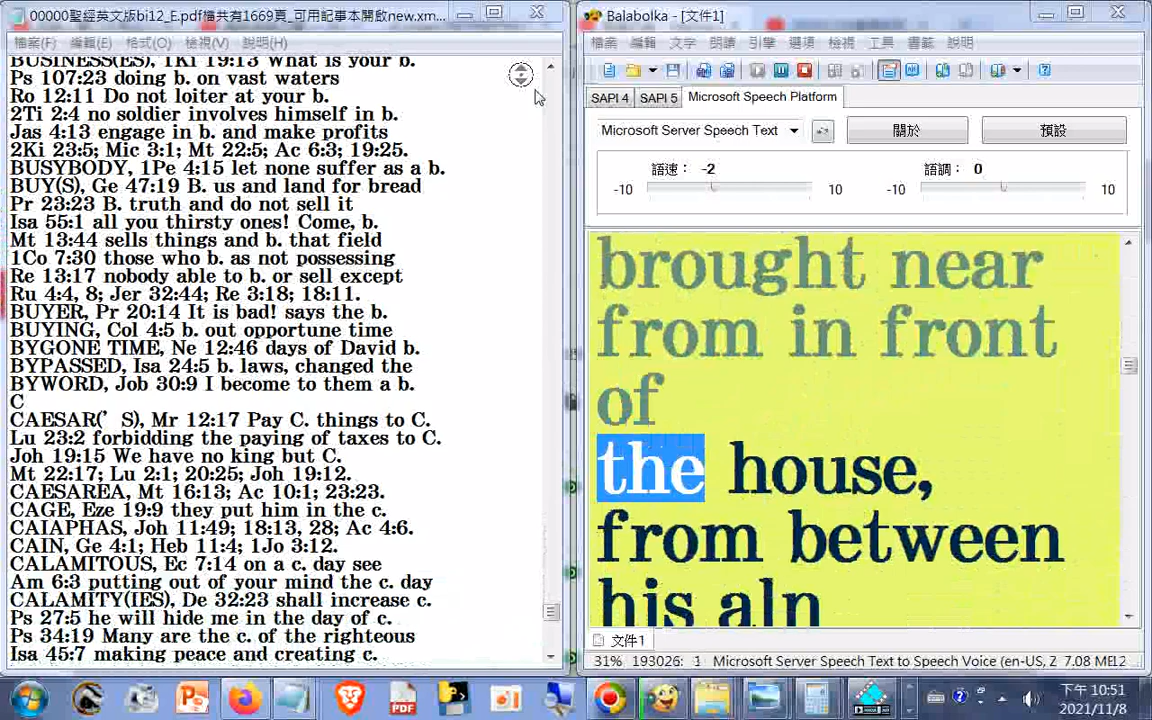 00000聖經英文版bi12_E.pdf檔共有1669頁_可用記事本開啟new.xm...
檔案(F) 編輯(E) 格式(O) 檢視(V) 說明(H)
BUSINESS(ES), 1Ki 19:13 What is your b.
Ps 107:23 doing b. on vast waters
Ro 12:11 Do not loiter at your b.
2Ti 2:4 no soldier involves himself in b.
Jas 4:13 engage in b. and make profits
2Ki 23:5; Mic 3:1; Mt 22:5; Ac 6:3; 19:25.
BUSYBODY, 1Pe 4:15 let none suffer as a b.
BUY(S), Ge 47:19 B. us and land for bread
Pr 23:23 B. truth and do not sell it
Isa 55:1 all you thirsty ones! Come, b.
Mt 13:44 sells things and b. that field
1Co 7:30 those who b. as not possessing
Re 13:17 nobody able to b. or sell except
Ru 4:4, 8; Jer 32:44; Re 3:18; 18:11.
BUYER, Pr 20:14 It is bad! says the b.
BUYING, Col 4:5 b. out opportune time
BYGONE TIME, Ne 12:46 days of David b.
BYPASSED, Isa 24:5 b. laws, changed the
BYWORD, Job 30:9 I become to them a b.
C
CAESAR(’S), Mr 12:17 Pay C. things to C.
Lu 23:2 forbidding the paying of taxes to C.
Joh 19:15 We have no king but C.
Mt 22:17; Lu 2:1; 20:25; Joh 19:12.
CAESAREA, Mt 16:13; Ac 10:1; 23:23.
CAGE, Eze 19:9 they put him in the c.
CAIAPHAS, Joh 11:49; 18:13, 28; Ac 4:6.
CAIN, Ge 4:1; Heb 11:4; 1Jo 3:12.
CALAMITOUS, Ec 7:14 on a c. day see
Am 6:3 putting out of your mind the c. day
CALAMITY(IES), De 32:23 shall increase c.
Ps 27:5 he will hide me in the day of c.
Ps 34:19 Many are the c. of the righteous
Isa 45:7 making peace and creating c.
Balabolka - [文件1]
檔案 編輯 文字 朗讀 引擎 選項 檢視 工具 書籤 說明
SAPI 4 SAPI 5 Microsoft Speech Platform
Microsoft Server Speech Text 關於 預設
語速： -2 語調： 0
-10 10 -10 10
brought near
from in front
of
the house,
from between
his aln
文件1
31% 193026: 1 Microsoft Server Speech Text to Speech Voice (en-US, Z 7.08 ME12
PDF
下午 10:51
2021/11/8